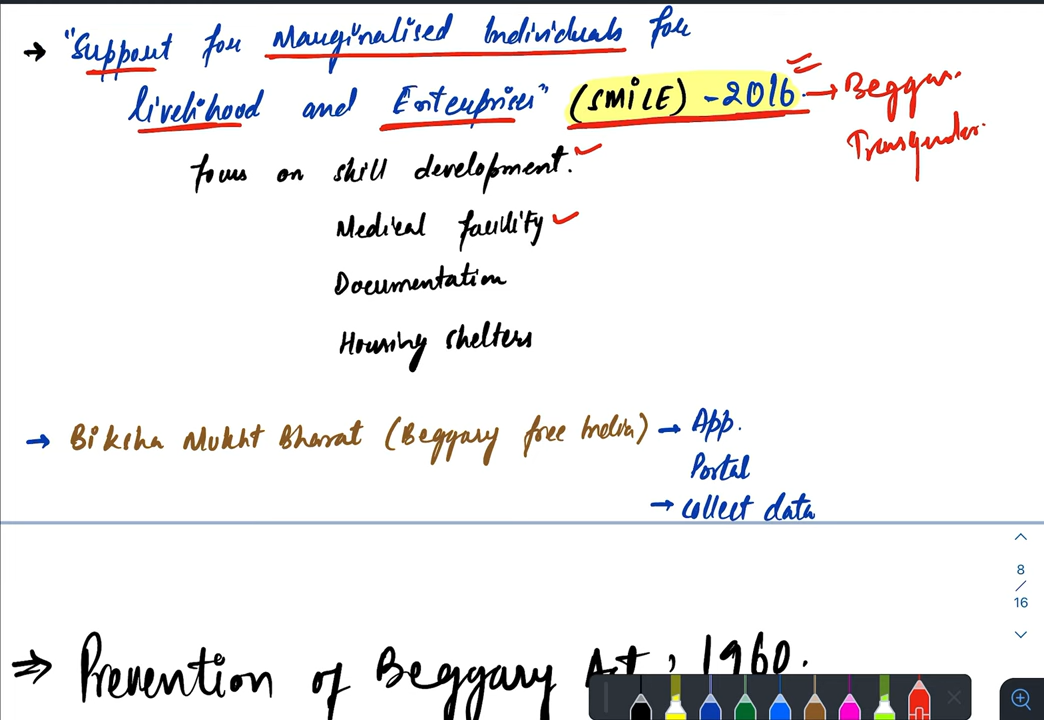 → "Support for Marginalised Individuals for
livelihood and Enterprises" (SMILE) - 2016 → Beggar.
Transgender.
focus on skill development.
Medical facility
Documentation
Housing shelters
→ Biksha Mukht Bharat (Beggary free India) → App.
Portal
→ collect data
8
/
16
⇒ Prevention of Beggary Act, 1960.